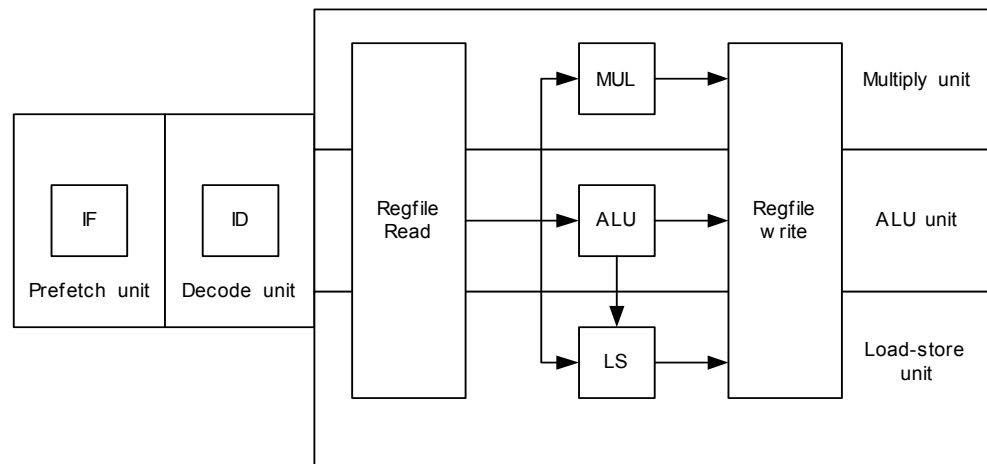 MUL
Multiply unit
IF
ID
Regfile
Read
ALU
Regfile
write
ALU unit
Prefetch unit
Decode unit
LS
Load-store
unit